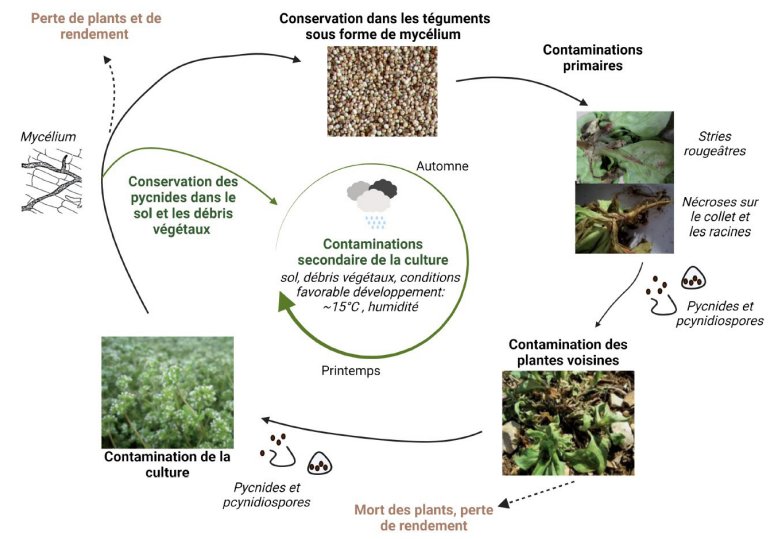 Perte de plants et de
rendement
Conservation dans les téguments
sous forme de mycélium
Contaminations
primaires
Mycélium
Stries
rougeâtres
Automne
Conservation des
pycnides dans le
sol et les débris
végétaux
Nécroses sur
le collet et
les racines
Contaminations
secondaire de la culture
sol, débris végétaux, conditions
favorable développement:
~15°C , humidité
Pycnides et
pcynidiospores
Contamination des
plantes voisines
Printemps
Contamination de la
culture
Pycnides et
pcynidiospores
Mort des plants, perte
de rendement